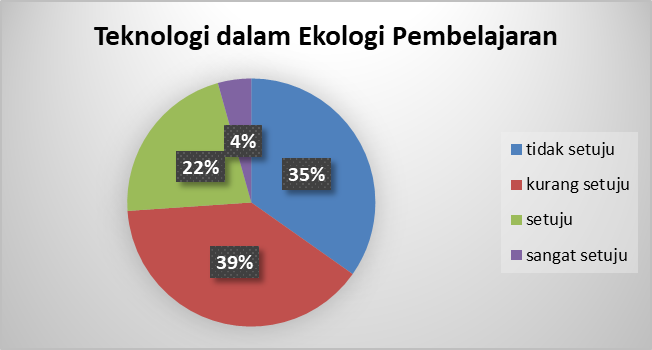 Teknologi dalam Ekologi Pembelajaran
4%
35%
22%
39%
tidak setuju
kurang setuju
setuju
sangat setuju